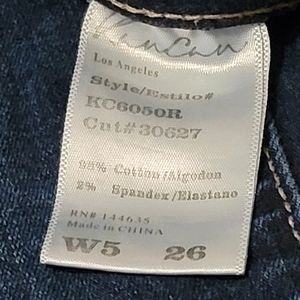 KanCan
Los Angeles
Style/Estilo#
KC6050R
Cut#30627
98% Cotton/Algodon
2% Spandex/Elastano
RN# 144635
Made in CHINA
W5 26